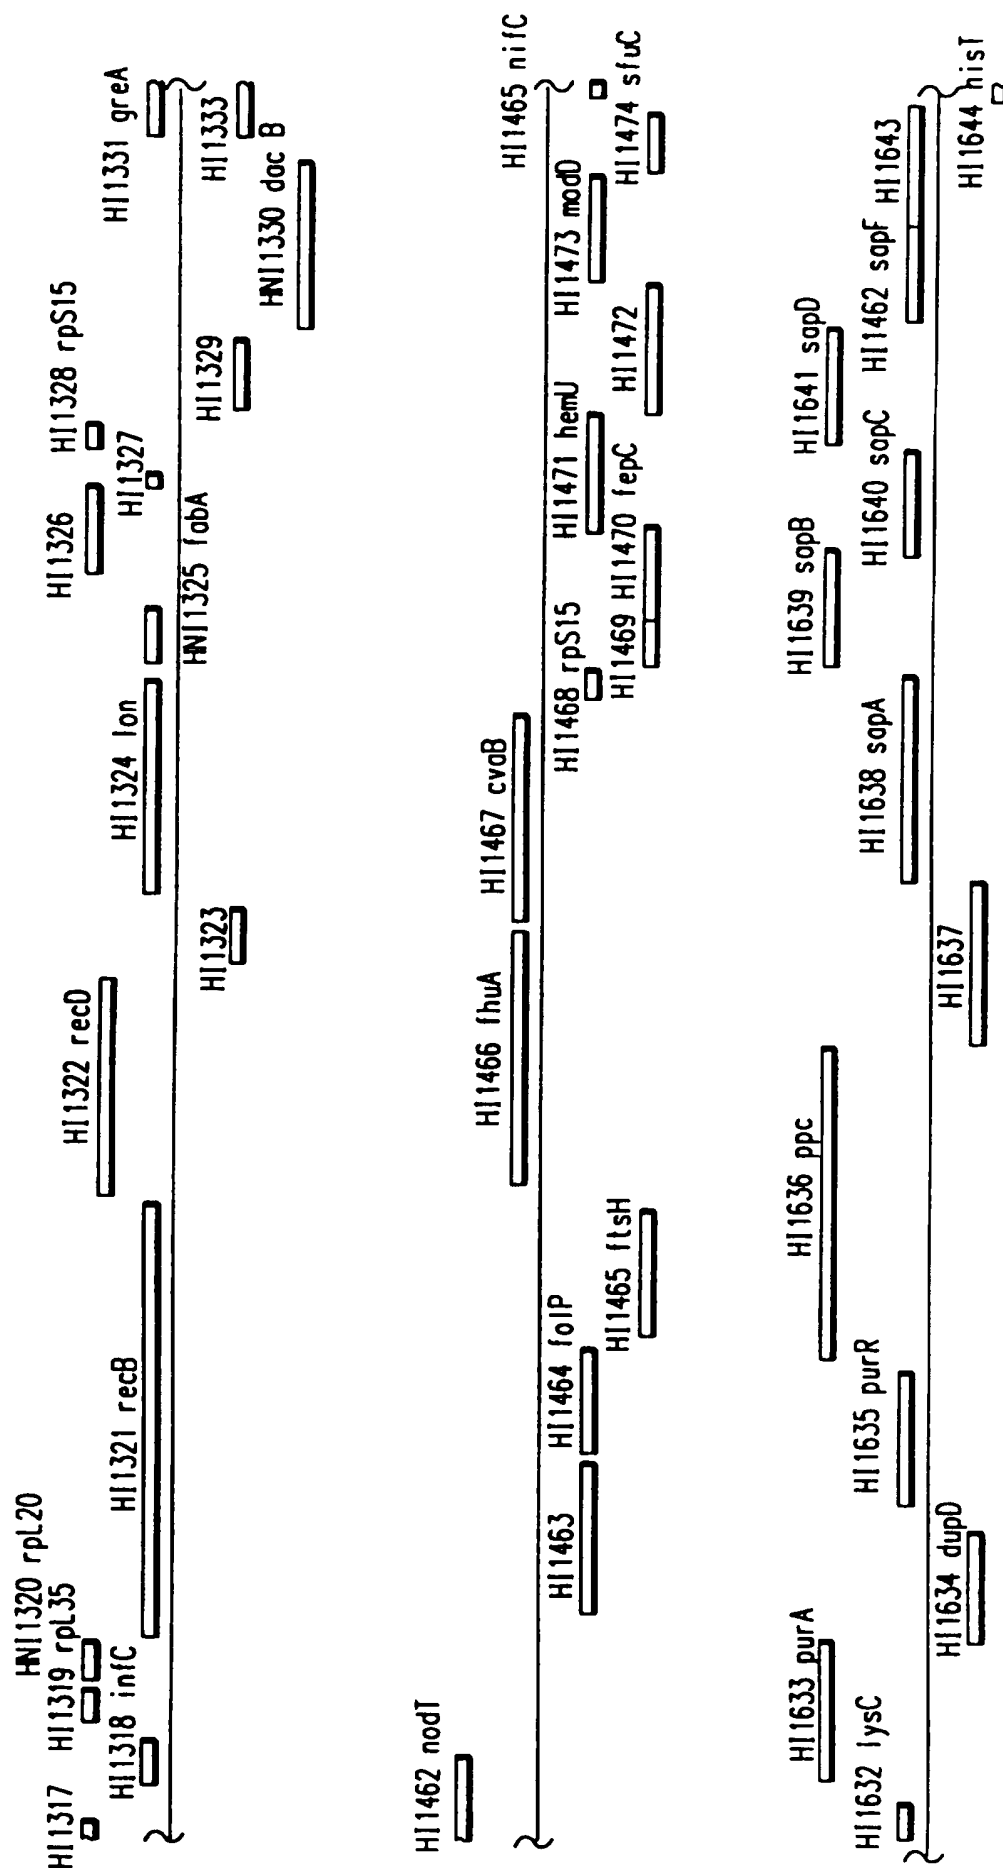 HI1317
HI1318 infC
HI1319 rpL35
HNI1320 rpL20
HI1321 recB
HI1322 recD
HI1323
HI1324 lon
HNI1325 fabA
HI1326
HI1327
HI1328 rpS15
HI1329
HNI1330 dac B
HI1331 greA
HI1333
HI1462 nodT
HI1463
HI1464 folP
HI1465 ftsH
HI1466 fhuA
HI1467 cvaB
HI1468 rpS15
HI1469
HI1470 fepC
HI1471 hemU
HI1472
HI1473 modD
HI1474 sfuC
HI1465 nifC
HI1632 lysC
HI1633 purA
HI1634 dupD
HI1635 purR
HI1636 ppc
HI1637
HI1638 sapA
HI1639 sapB
HI1640 sapC
HI1641 sapD
HI1462 sapF
HI1643
HI1644 hisT